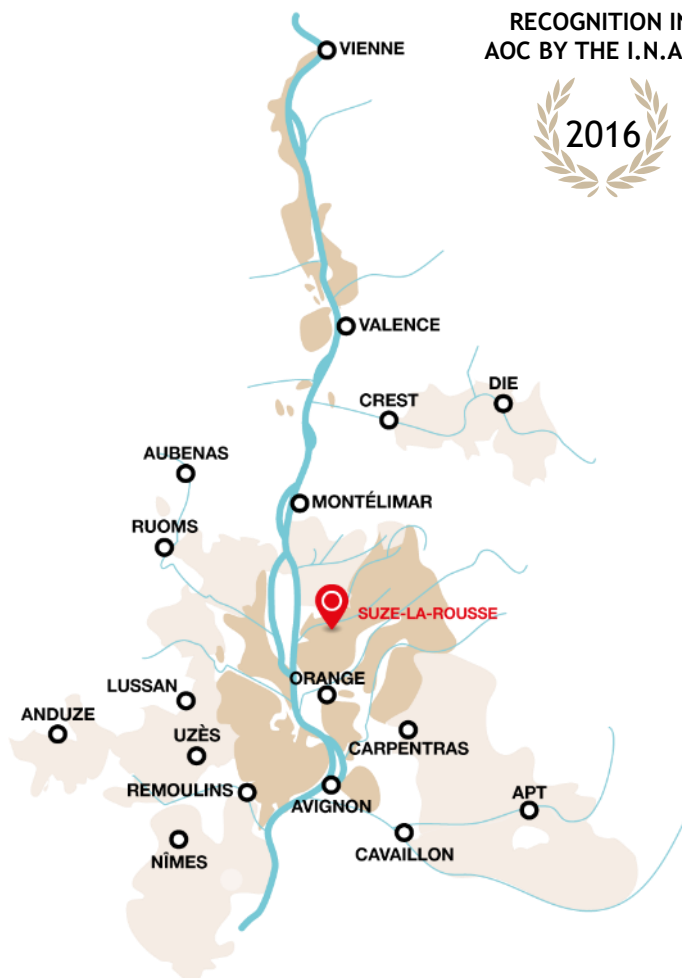 RECOGNITION IN
AOC BY THE I.N.A
2016
VIENNE
VALENCE
DIE
CREST
AUBENAS
MONTÉLIMAR
RUOMS
SUZE-LA-ROUSSE
ORANGE
LUSSAN
ANDUZE
UZÈS
CARPENTRAS
REMOULINS
AVIGNON
APT
NÎMES
CAVAILLON